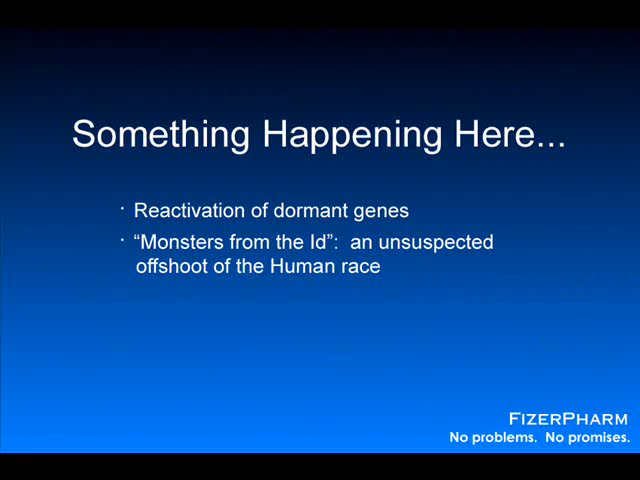 Something Happening Here...
· Reactivation of dormant genes
· “Monsters from the Id”:  an unsuspected
offshoot of the Human race
FIZERPHARM
No problems.  No promises.